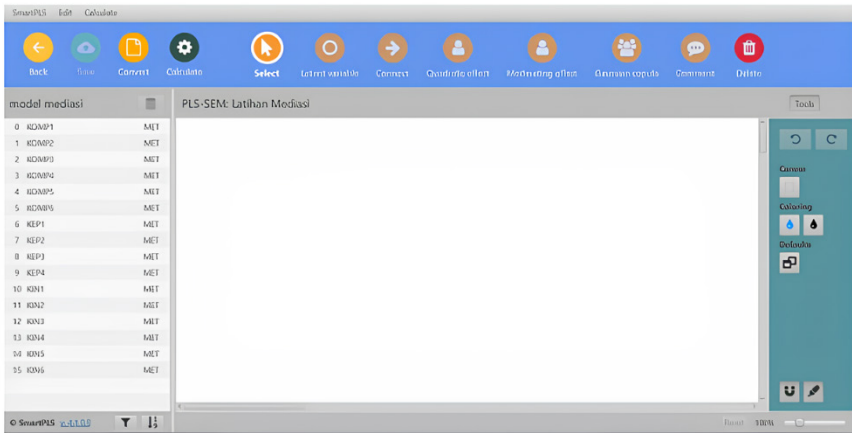 SmartPLS Edit Calculate
Back Save Convert Calculate Select Latent variable Connect Quadratic effect Moderating effect Gaussian copula Comment Delete
model mediasi PLS-SEM: Latihan Mediasi Tools
0 KOMP1 MET
1 KOMP2 MET
2 KOMP3 MET
3 KOMP4 MET
4 KOMP5 MET
5 KOMP6 MET
6 KEP1 MET
7 KEP2 MET
8 KEP3 MET
9 KEP4 MET
10 KIN1 MET
11 KIN2 MET
12 KIN3 MET
13 KIN4 MET
14 KIN5 MET
15 KIN6 MET
Canvas
Coloring
Defaults
© SmartPLS Reset 100%